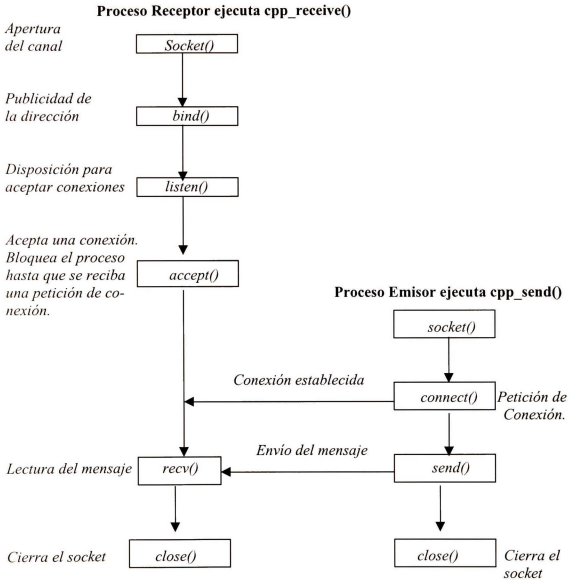 Proceso Receptor ejecuta cpp_receive()
Apertura
del canal
Socket()
Publicidad de
la dirección
bind()
Disposición para
aceptar conexiones
listen()
Acepta una conexión.
Bloquea el proceso
hasta que se reciba
una petición de co-
nexión.
accept()
Proceso Emisor ejecuta cpp_send()
socket()
Conexión establecida
connect()
Petición de
Conexión.
Envío del mensaje
Lectura del mensaje
recv()
send()
Cierra el socket
close()
close()
Cierra el
socket